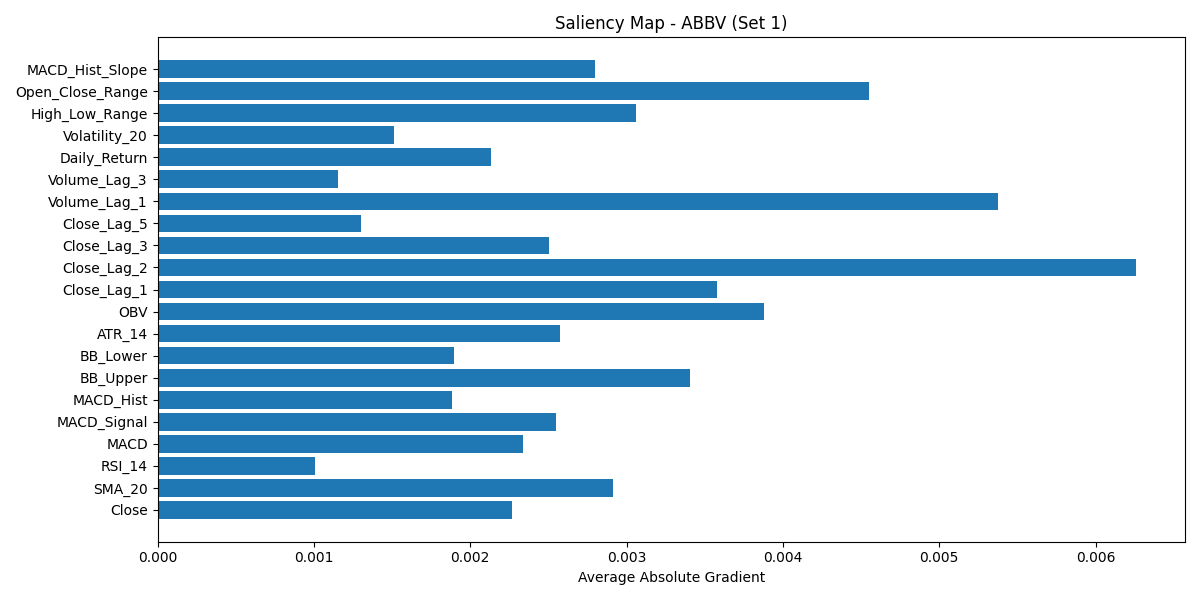 Saliency Map - ABBV (Set 1)
MACD_Hist_Slope
Open_Close_Range
High_Low_Range
Volatility_20
Daily_Return
Volume_Lag_3
Volume_Lag_1
Close_Lag_5
Close_Lag_3
Close_Lag_2
Close_Lag_1
OBV
ATR_14
BB_Lower
BB_Upper
MACD_Hist
MACD_Signal
MACD
RSI_14
SMA_20
Close
0.000 0.001 0.002 0.003 0.004 0.005 0.006
Average Absolute Gradient